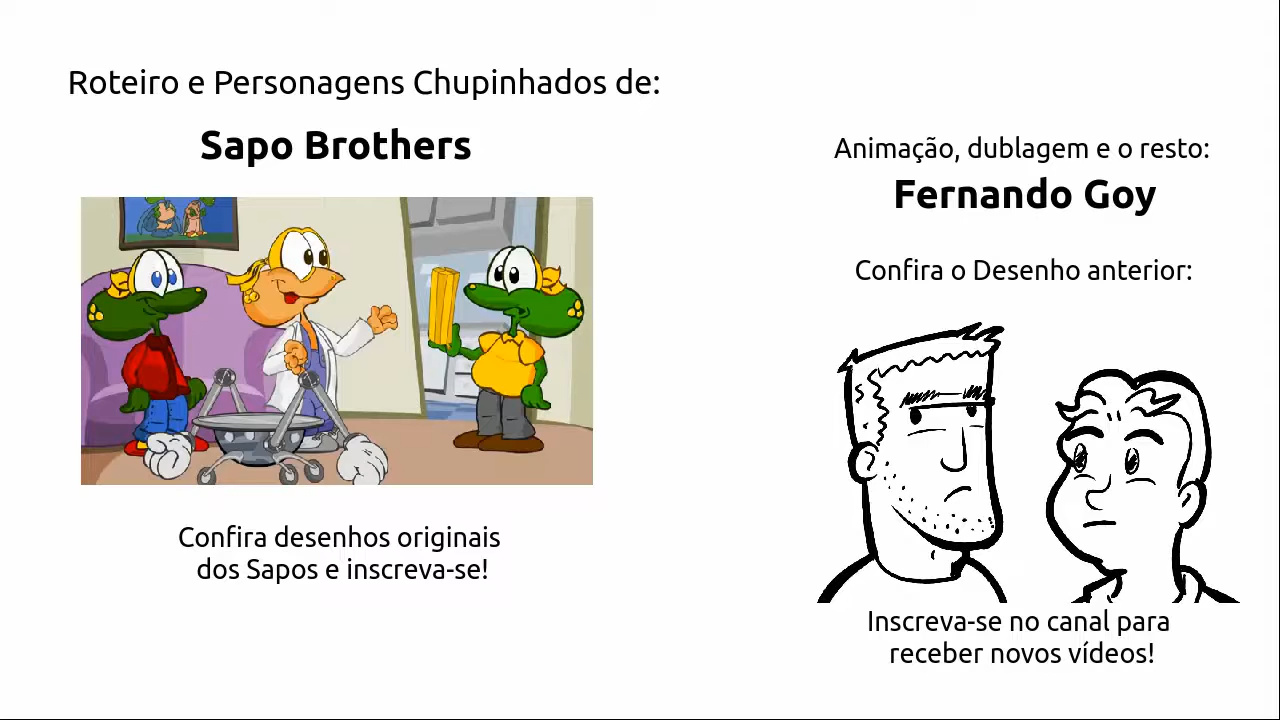 Roteiro e Personagens Chupinhados de:
Sapo Brothers
Confira desenhos originais
dos Sapos e inscreva-se!
Animação, dublagem e o resto:
Fernando Goy
Confira o Desenho anterior:
Inscreva-se no canal para
receber novos vídeos!